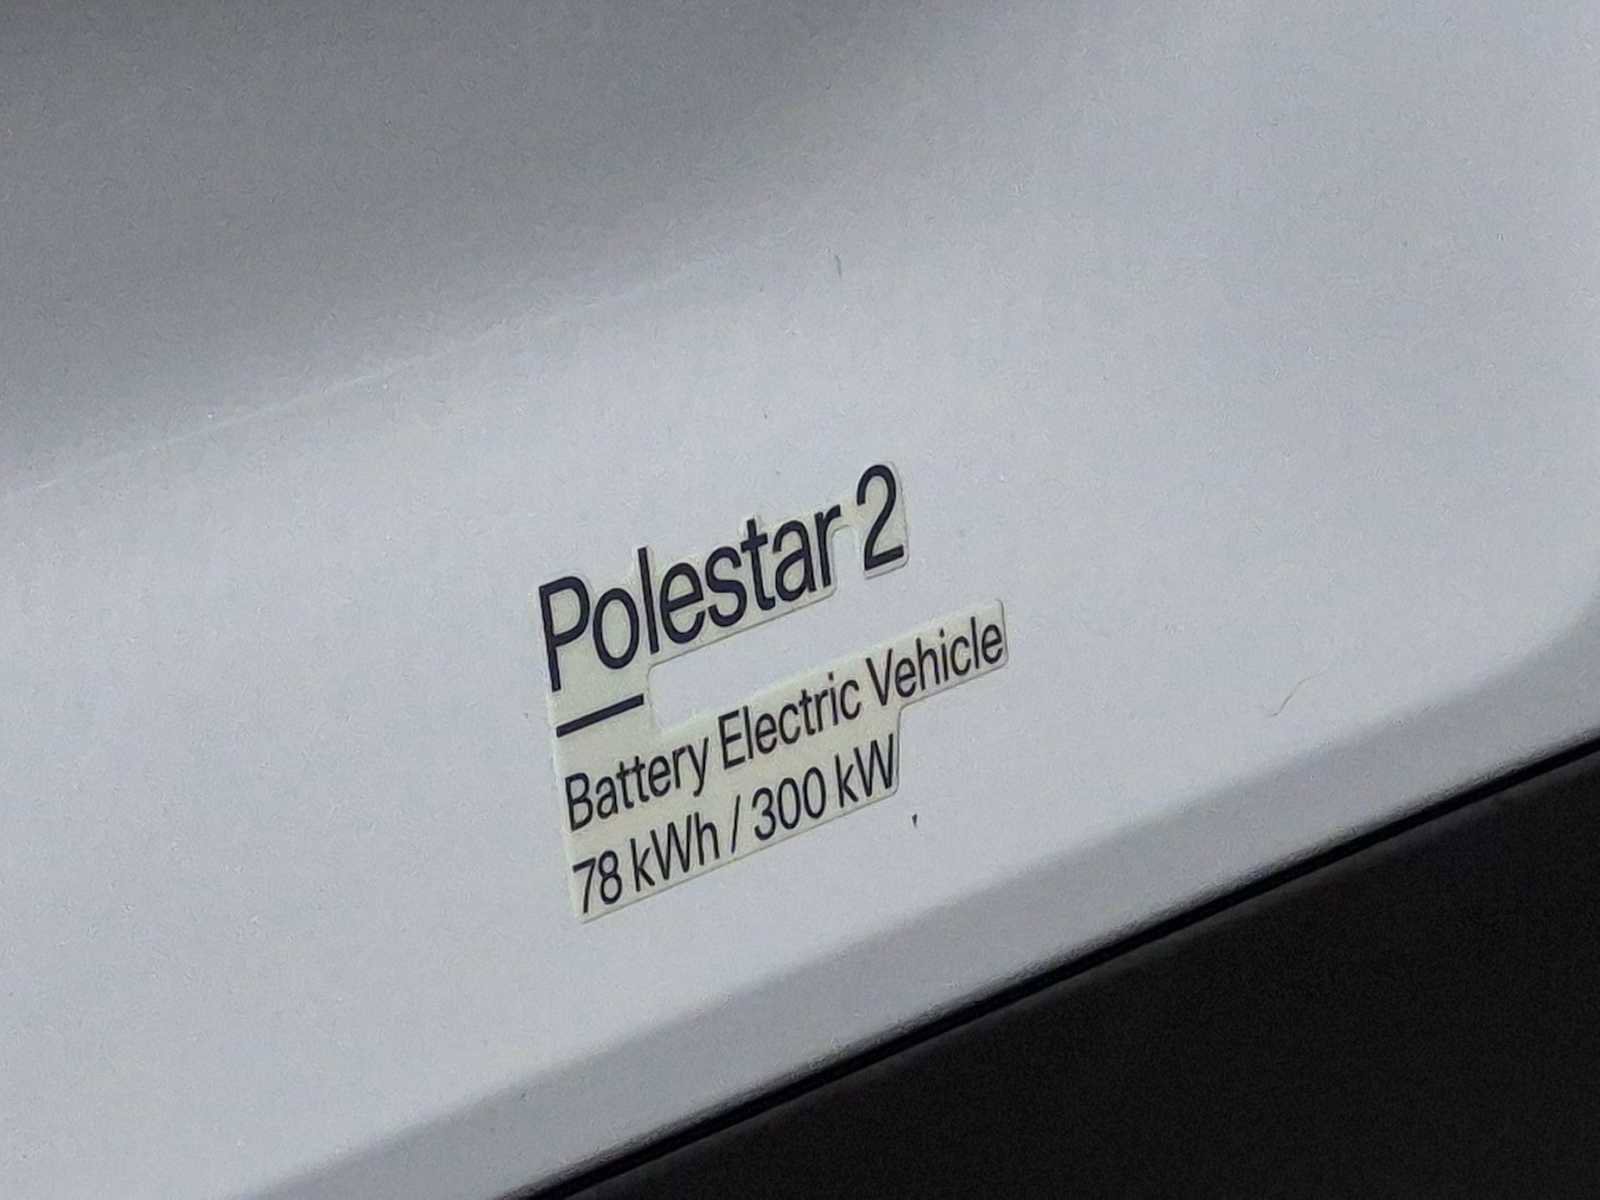 Polestar 2
Battery Electric Vehicle
78 kWh / 300 kW